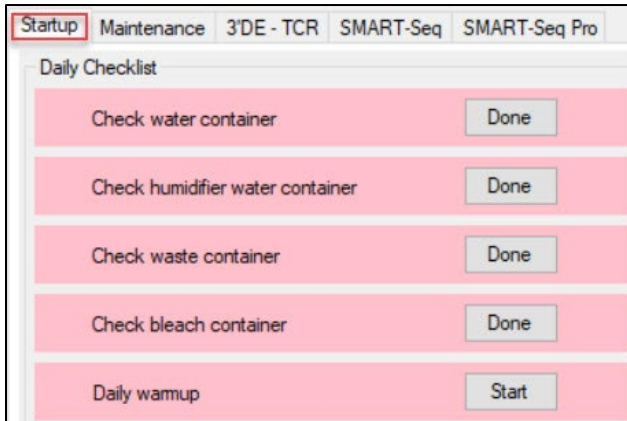 Startup Maintenance 3'DE - TCR SMART-Seq SMART-Seq Pro
Daily Checklist
Check water container Done
Check humidifier water container Done
Check waste container Done
Check bleach container Done
Daily warmup Start